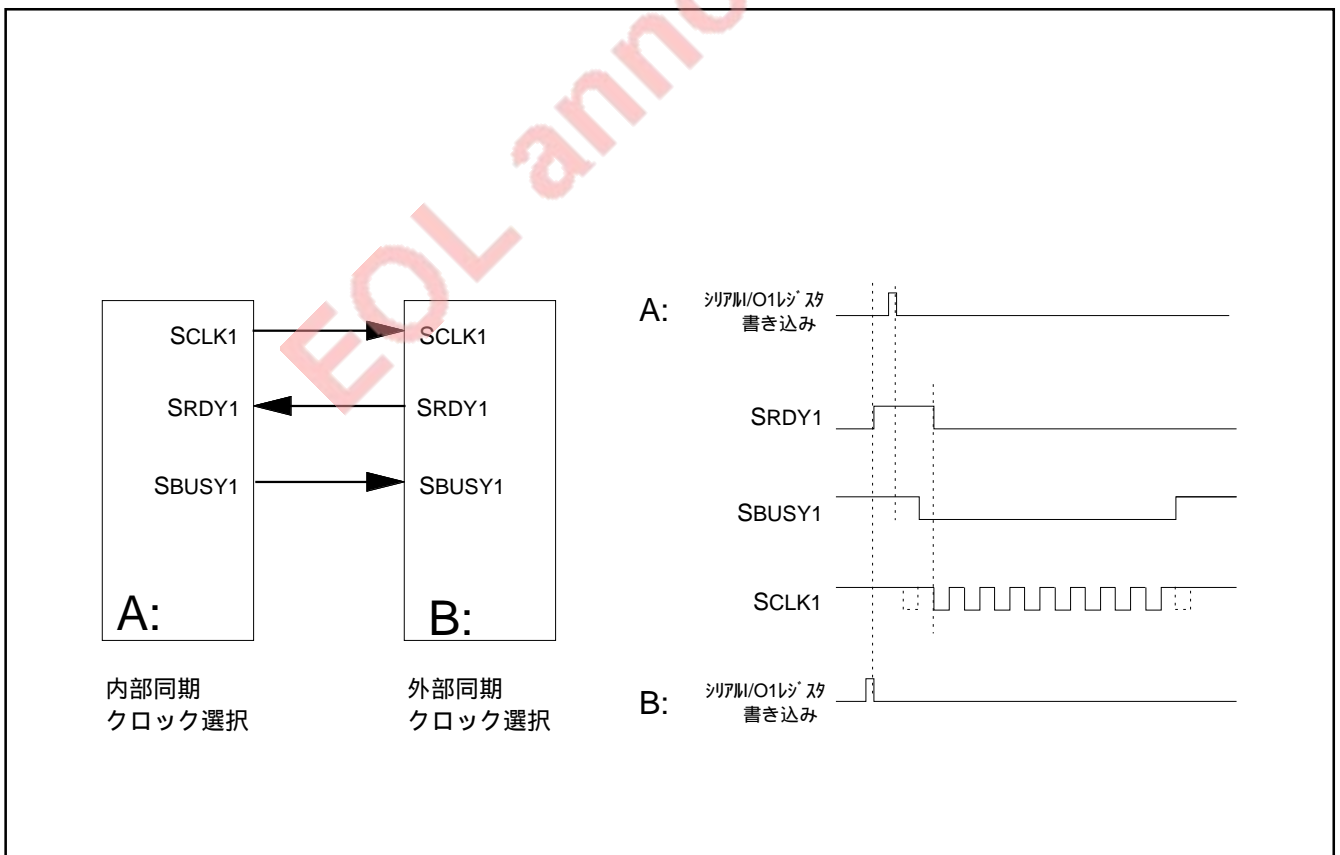 EOL anno
SCLK1
SRDY1
SBUSY1
A:
内部同期
クロック選択
SCLK1
SRDY1
SBUSY1
B:
外部同期
クロック選択
A:
ｼﾘｱﾙI/O1ﾚｼﾞｽﾀ
書き込み
SRDY1
SBUSY1
SCLK1
B:
ｼﾘｱﾙI/O1ﾚｼﾞｽﾀ
書き込み